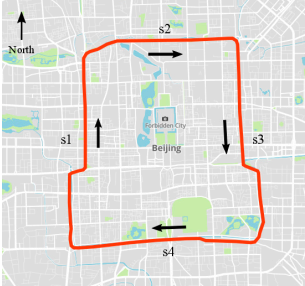 s2
North
Forbidden City
s1
s3
Beijing
s4